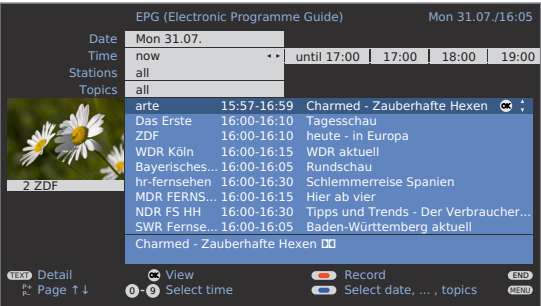 EPG (Electronic Programme Guide) Mon 31.07./16:05
Date Mon 31.07.
Time now until 17:00 17:00 18:00 19:00
Stations all
Topics all
arte 15:57-16:59 Charmed - Zauberhafte Hexen OK
Das Erste 16:00-16:10 Tagesschau
ZDF 16:00-16:10 heute - in Europa
WDR Köln 16:00-16:15 WDR aktuell
Bayerisches... 16:00-16:05 Rundschau
hr-fernsehen 16:00-16:30 Schlemmerreise Spanien
MDR FERNS... 16:00-16:15 Hier ab vier
NDR FS HH 16:00-16:30 Tipps und Trends - Der Verbraucher...
SWR Fernse... 16:00-16:05 Baden-Württemberg aktuell
2 ZDF
Charmed - Zauberhafte Hexen
TEXT Detail OK View Record END
P+ P- Page ↑↓ 0-9 Select time Select date, ... , topics MENU